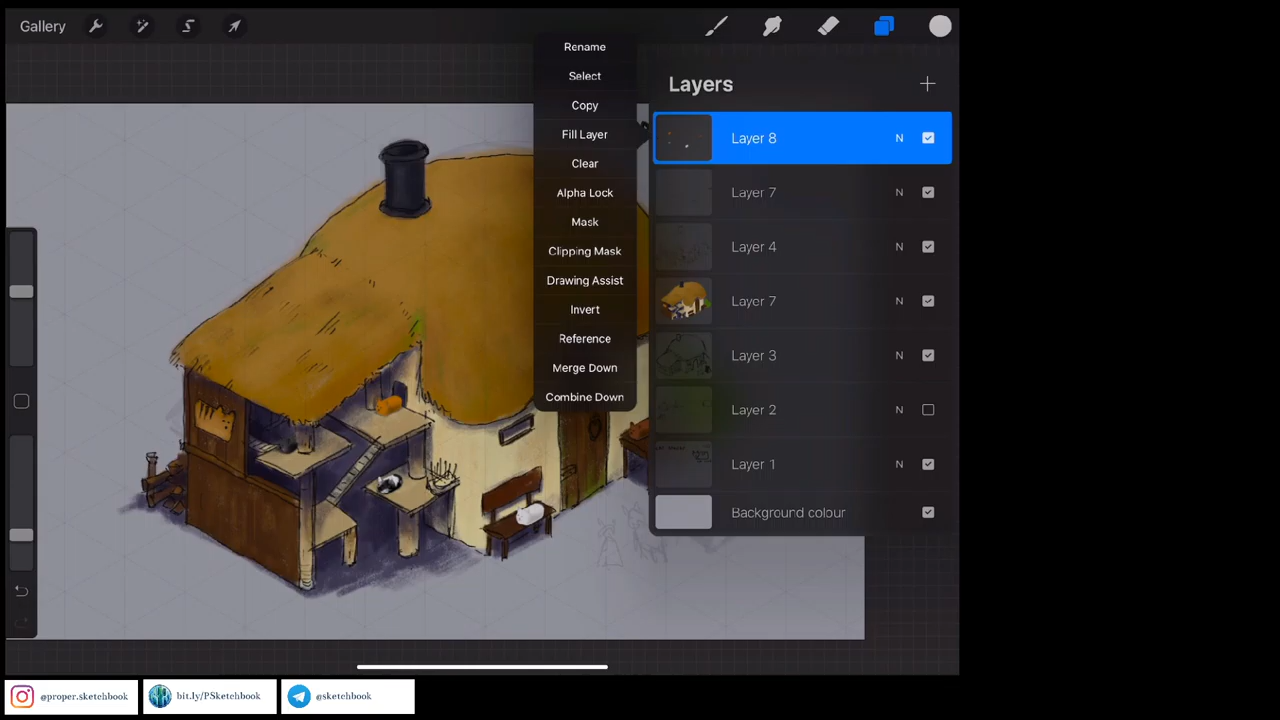 Gallery
Rename
Select
Copy
Fill Layer
Clear
Alpha Lock
Mask
Clipping Mask
Drawing Assist
Invert
Reference
Merge Down
Combine Down
Layers
Layer 8 N
Layer 7 N
Layer 4 N
Layer 7 N
Layer 3 N
Layer 2 N
Layer 1 N
Background colour
@proper.sketchbook
bit.ly/PSketchbook
@sketchbook